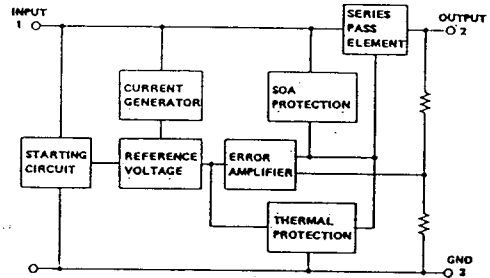 INPUT
1
SERIES
PASS
ELEMENT
OUTPUT
2
CURRENT
GENERATOR
SOA
PROTECTION
STARTING
CIRCUIT
REFERENCE
VOLTAGE
ERROR
AMPLIFIER
THERMAL
PROTECTION
GND
3